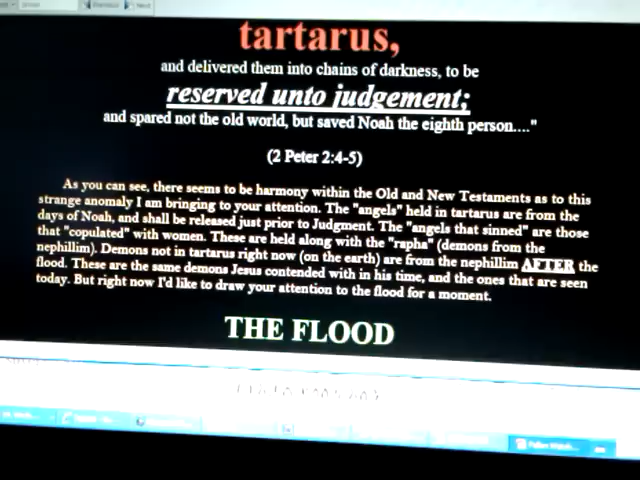 Previous Next
tartarus,
and delivered them into chains of darkness, to be
reserved unto judgement;
and spared not the old world, but saved Noah the eighth person...."
(2 Peter 2:4-5)
As you can see, there seems to be harmony within the Old and New Testaments as to this
strange anomaly I am bringing to your attention. The "angels" held in tartarus are from the
days of Noah, and shall be released just prior to Judgment. The "angels that sinned" are those
that "copulated" with women. These are held along with the "rapha" (demons from the
nephillim). Demons not in tartarus right now (on the earth) are from the nephillim AFTER the
flood. These are the same demons Jesus contended with in his time, and the ones that are seen
today. But right now I'd like to draw your attention to the flood for a moment.
THE FLOOD